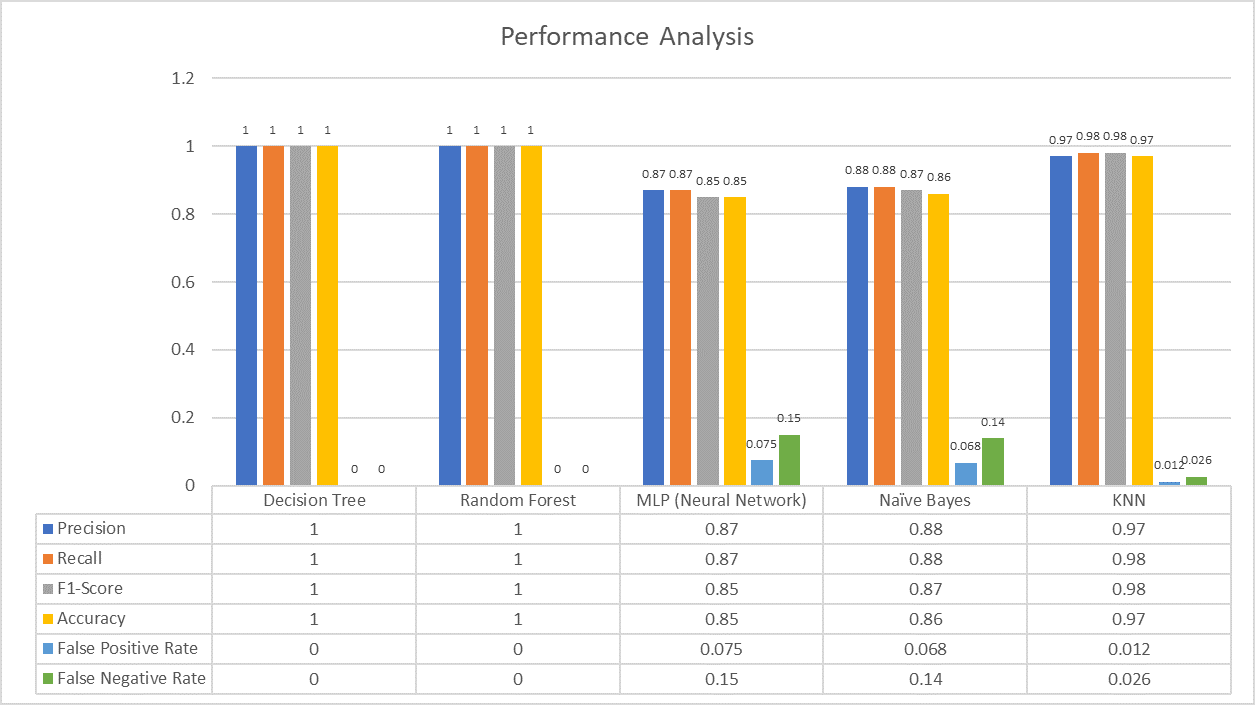 Performance Analysis
1.2
1
0.8
0.6
0.4
0.2
0
1 1 1 1 0 0
1 1 1 1 0 0
0.87 0.87 0.85 0.85 0.075 0.15
0.88 0.88 0.87 0.86 0.068 0.14
0.97 0.98 0.98 0.97 0.012 0.026
Decision Tree Random Forest MLP (Neural Network) Naïve Bayes KNN
Precision 1 1 0.87 0.88 0.97
Recall 1 1 0.87 0.88 0.98
F1-Score 1 1 0.85 0.87 0.98
Accuracy 1 1 0.85 0.86 0.97
False Positive Rate 0 0 0.075 0.068 0.012
False Negative Rate 0 0 0.15 0.14 0.026